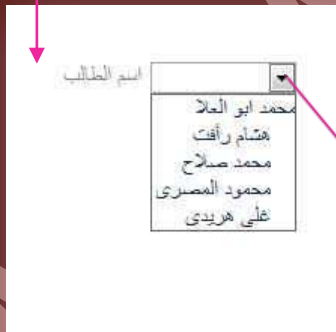 اسم الطالب
محمد ابو العلا
هشام رأفت
محمد صلاح
محمود المصرى
على هريدى